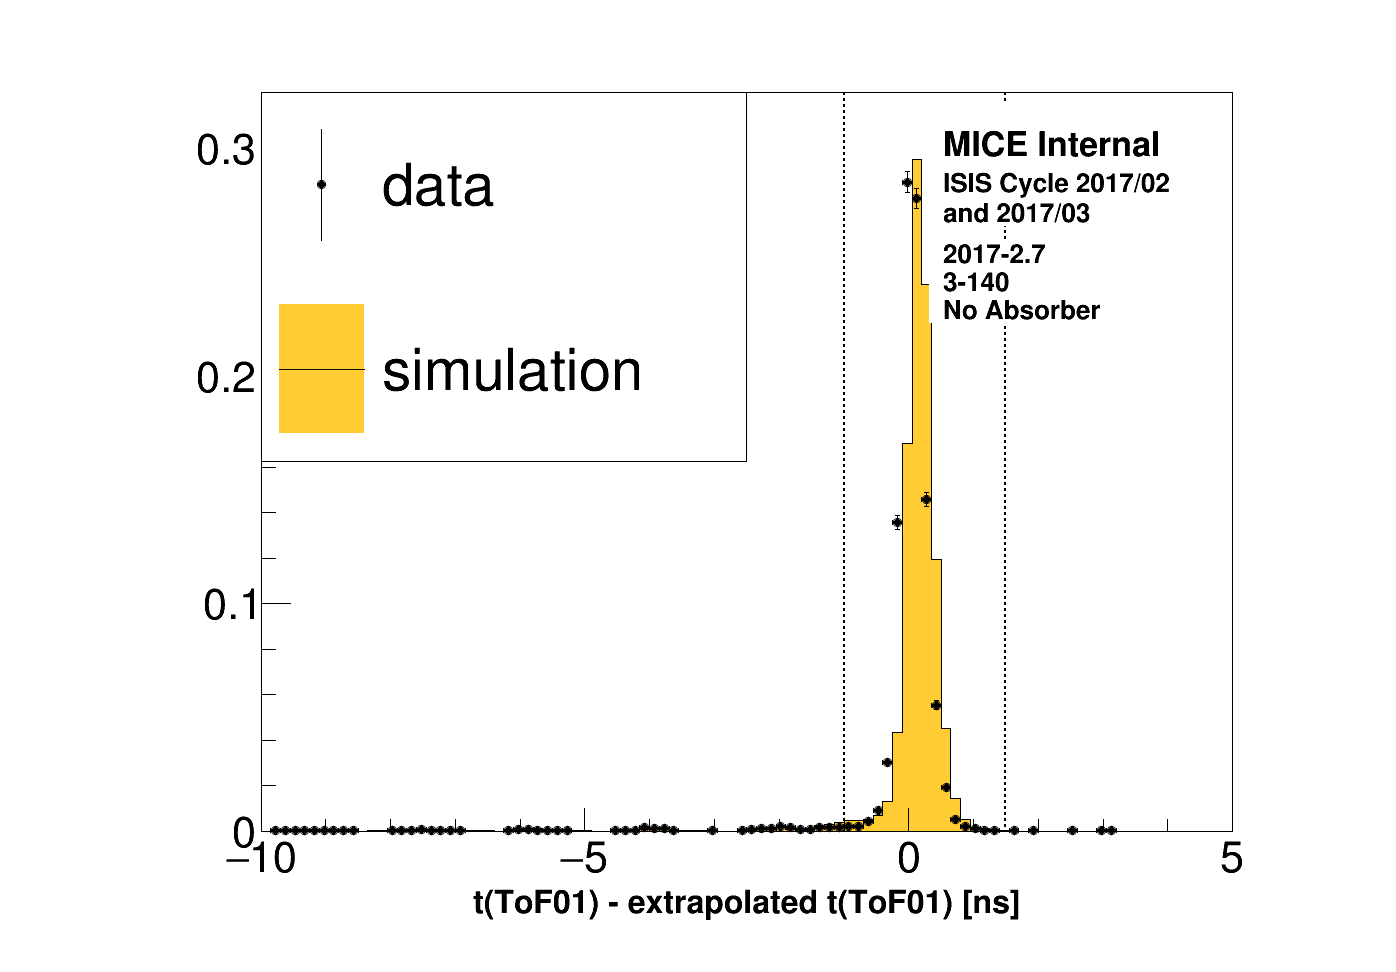 0.3
0.2
0.1
0
data
simulation
MICE Internal
ISIS Cycle 2017/02
and 2017/03
2017-2.7
3-140
No Absorber
−10
−5
0
5
t(ToF01) - extrapolated t(ToF01) [ns]